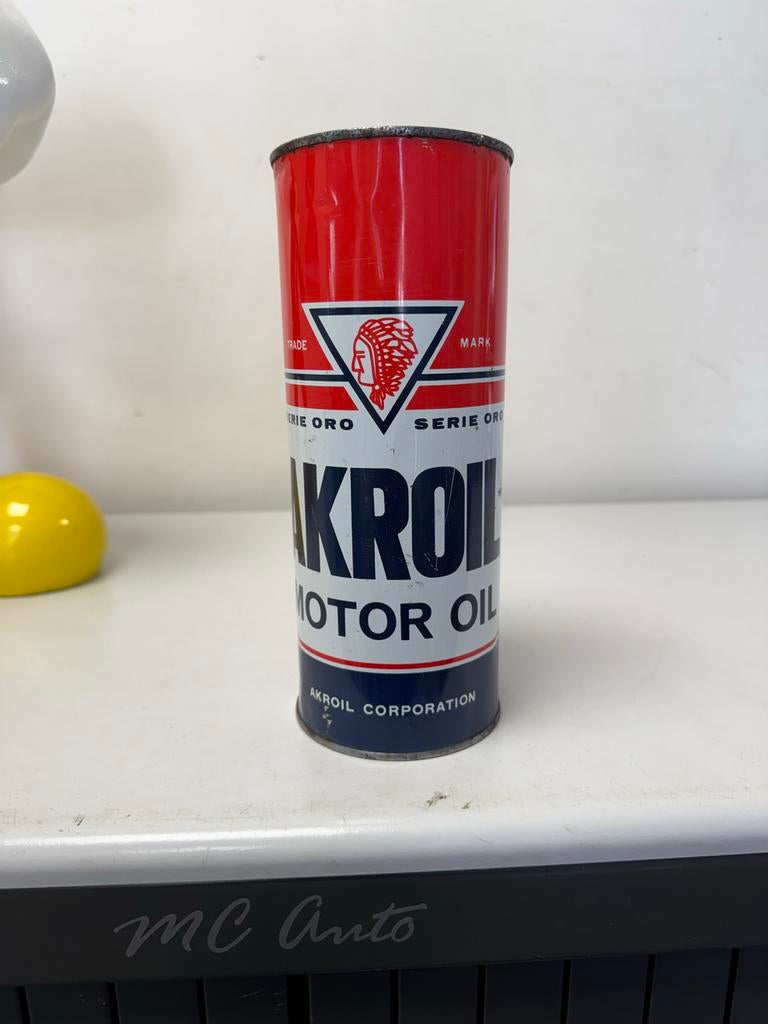 TRADE MARK
SERIE ORO SERIE ORO
AKROIL
MOTOR OIL
AKROIL CORPORATION
MC Auto